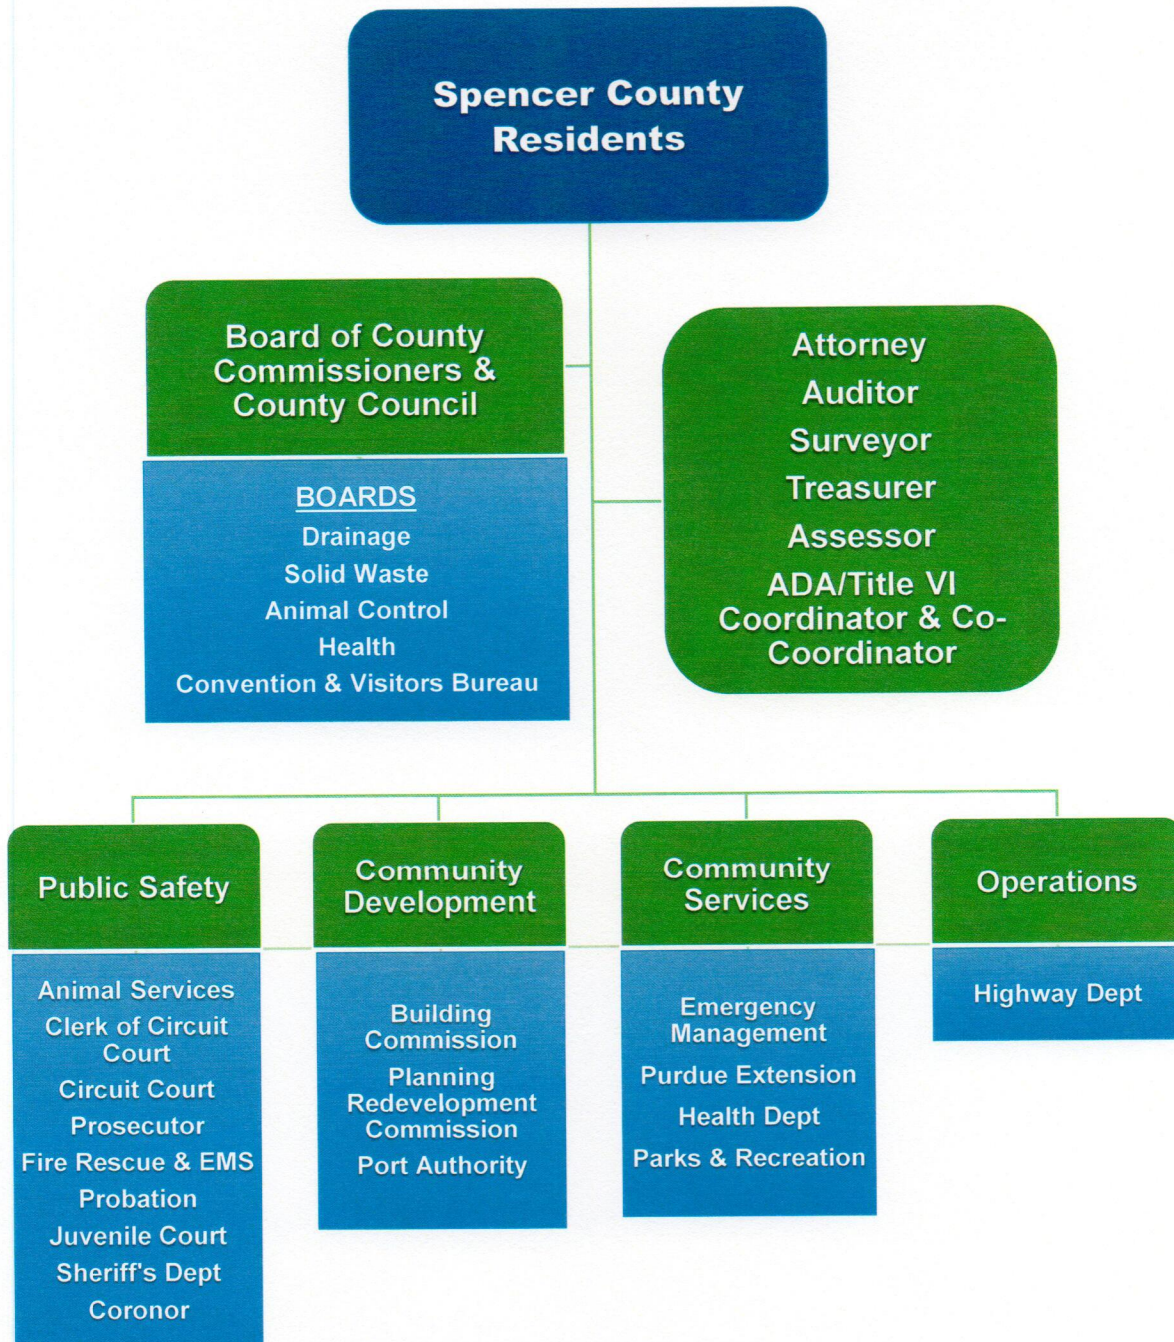 Spencer County
Residents
Board of County
Commissioners &
County Council
BOARDS
Drainage
Solid Waste
Animal Control
Health
Convention & Visitors Bureau
Attorney
Auditor
Surveyor
Treasurer
Assessor
ADA/Title VI
Coordinator & Co-
Coordinator
Public Safety
Animal Services
Clerk of Circuit
Court
Circuit Court
Prosecutor
Fire Rescue & EMS
Probation
Juvenile Court
Sheriff's Dept
Coronor
Community
Development
Building
Commission
Planning
Redevelopment
Commission
Port Authority
Community
Services
Emergency
Management
Purdue Extension
Health Dept
Parks & Recreation
Operations
Highway Dept